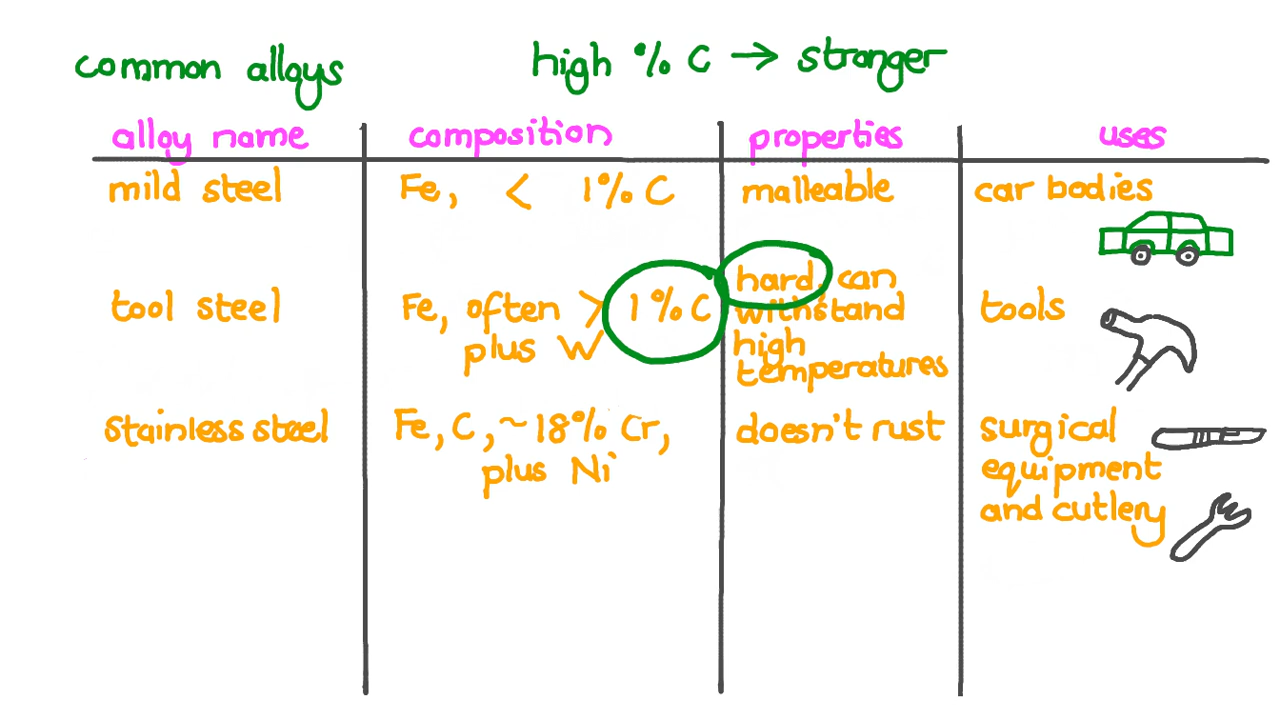 common alloys
high % C → stronger
alloy name
composition
properties
uses
mild steel
Fe, < 1% C
malleable
car bodies
tool steel
Fe, often > 1% C
plus W
hard, can
withstand
high
temperatures
tools
stainless steel
Fe, C, ~18% Cr,
plus Ni
doesn't rust
surgical
equipment
and cutlery